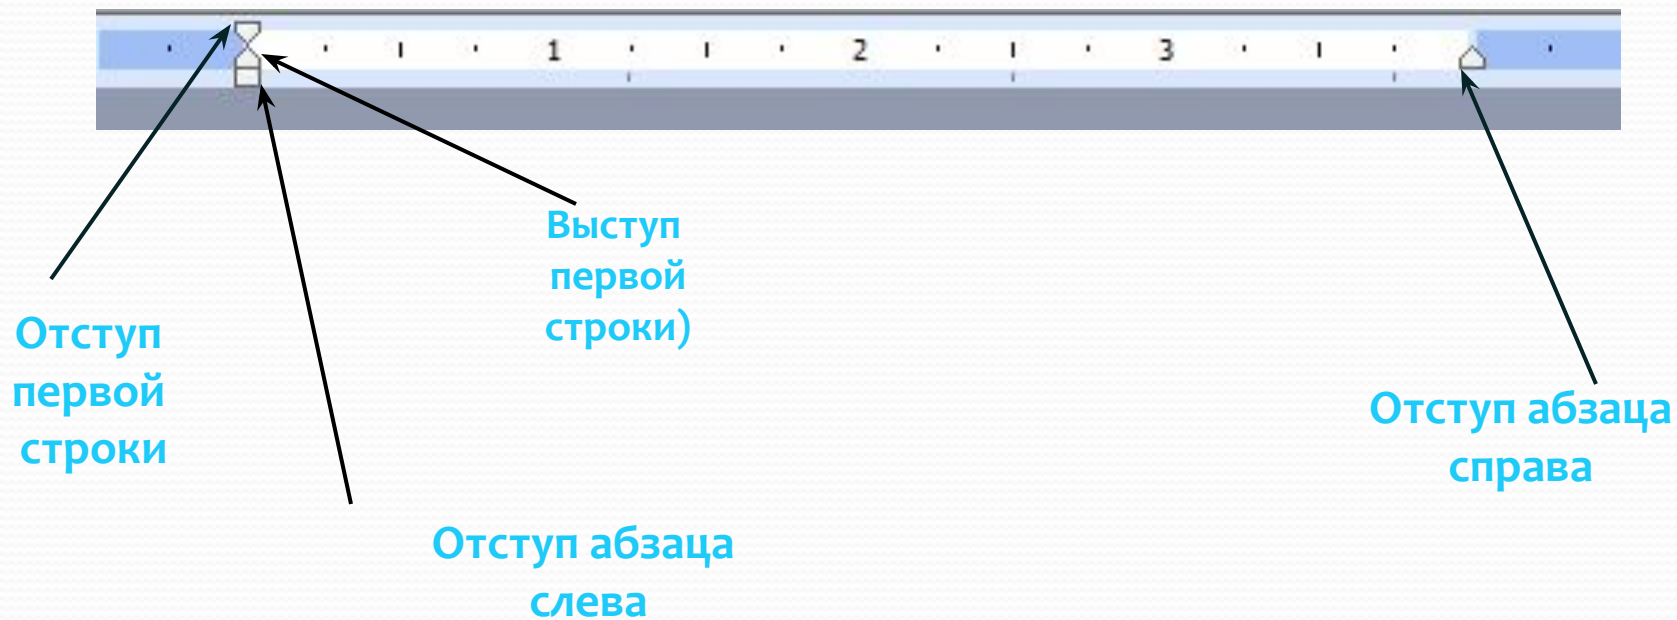 1 2 3
Выступ
первой
строки)
Отступ
первой
строки
Отступ абзаца
справа
Отступ абзаца
слева